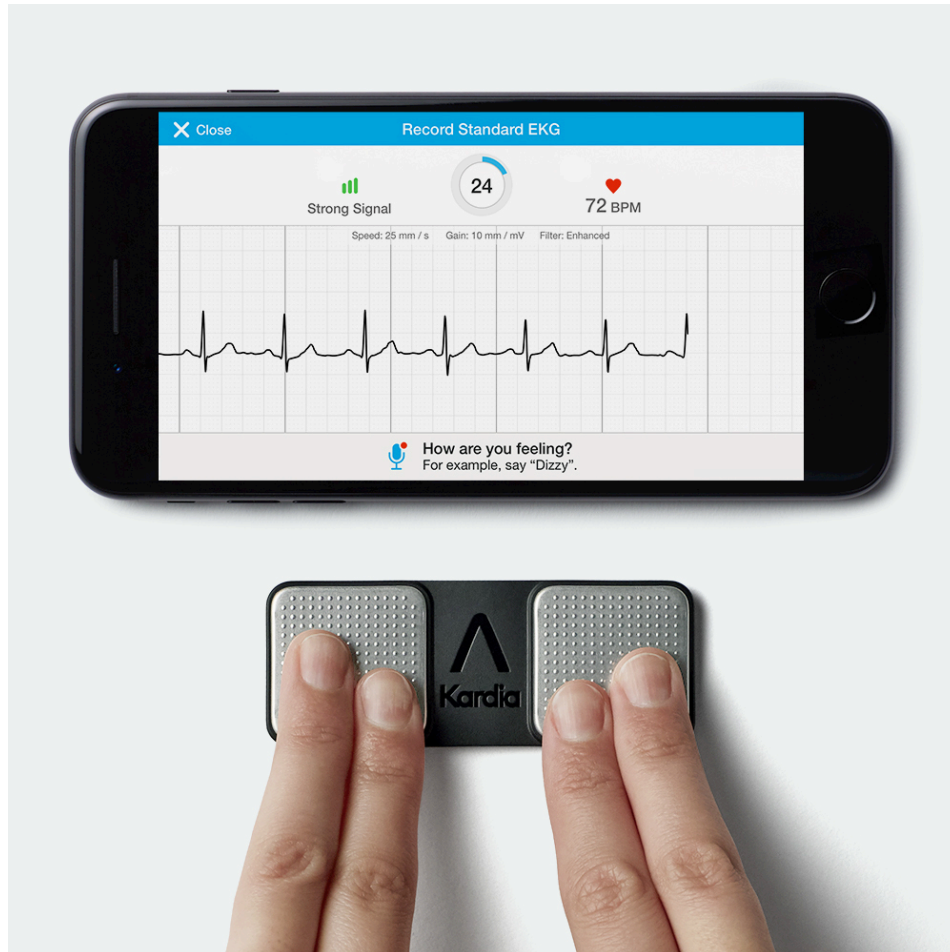 Close
Record Standard EKG
24
Strong Signal
72 BPM
Speed: 25 mm / s Gain: 10 mm / mV Filter: Enhanced
How are you feeling?
For example, say “Dizzy”.
Kardia